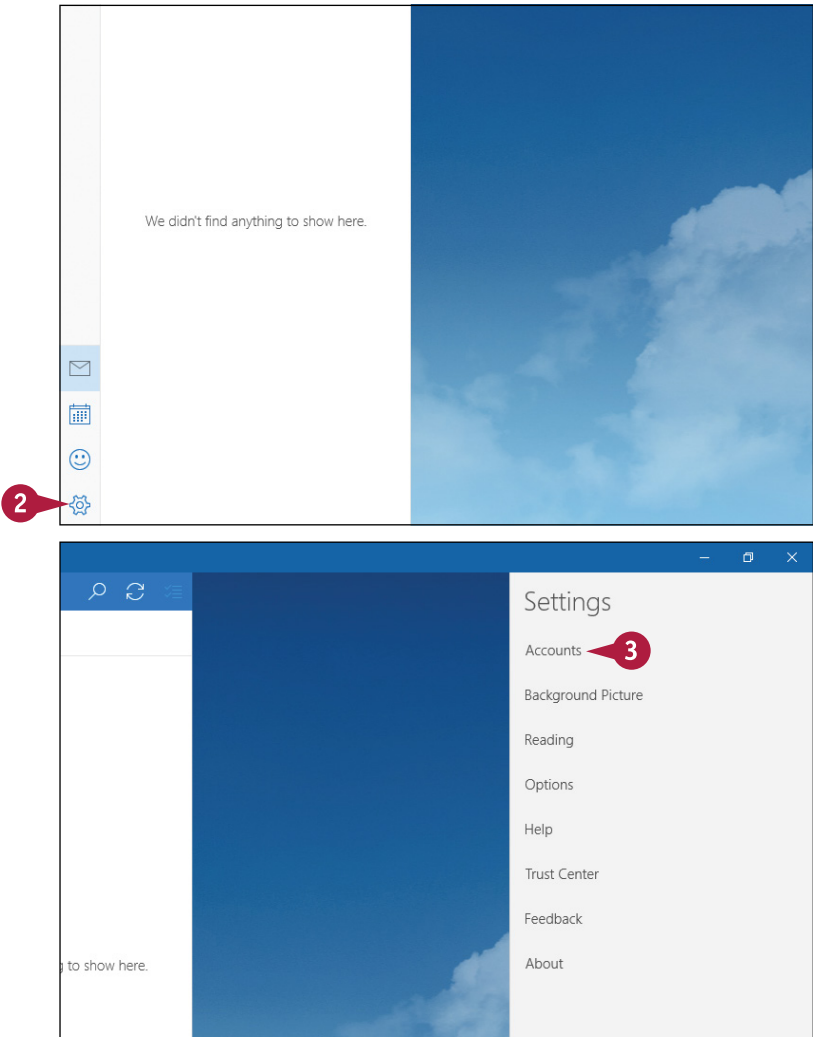 We didn't find anything to show here.
2
Settings
Accounts
3
Background Picture
Reading
Options
Help
Trust Center
Feedback
to show here.
About